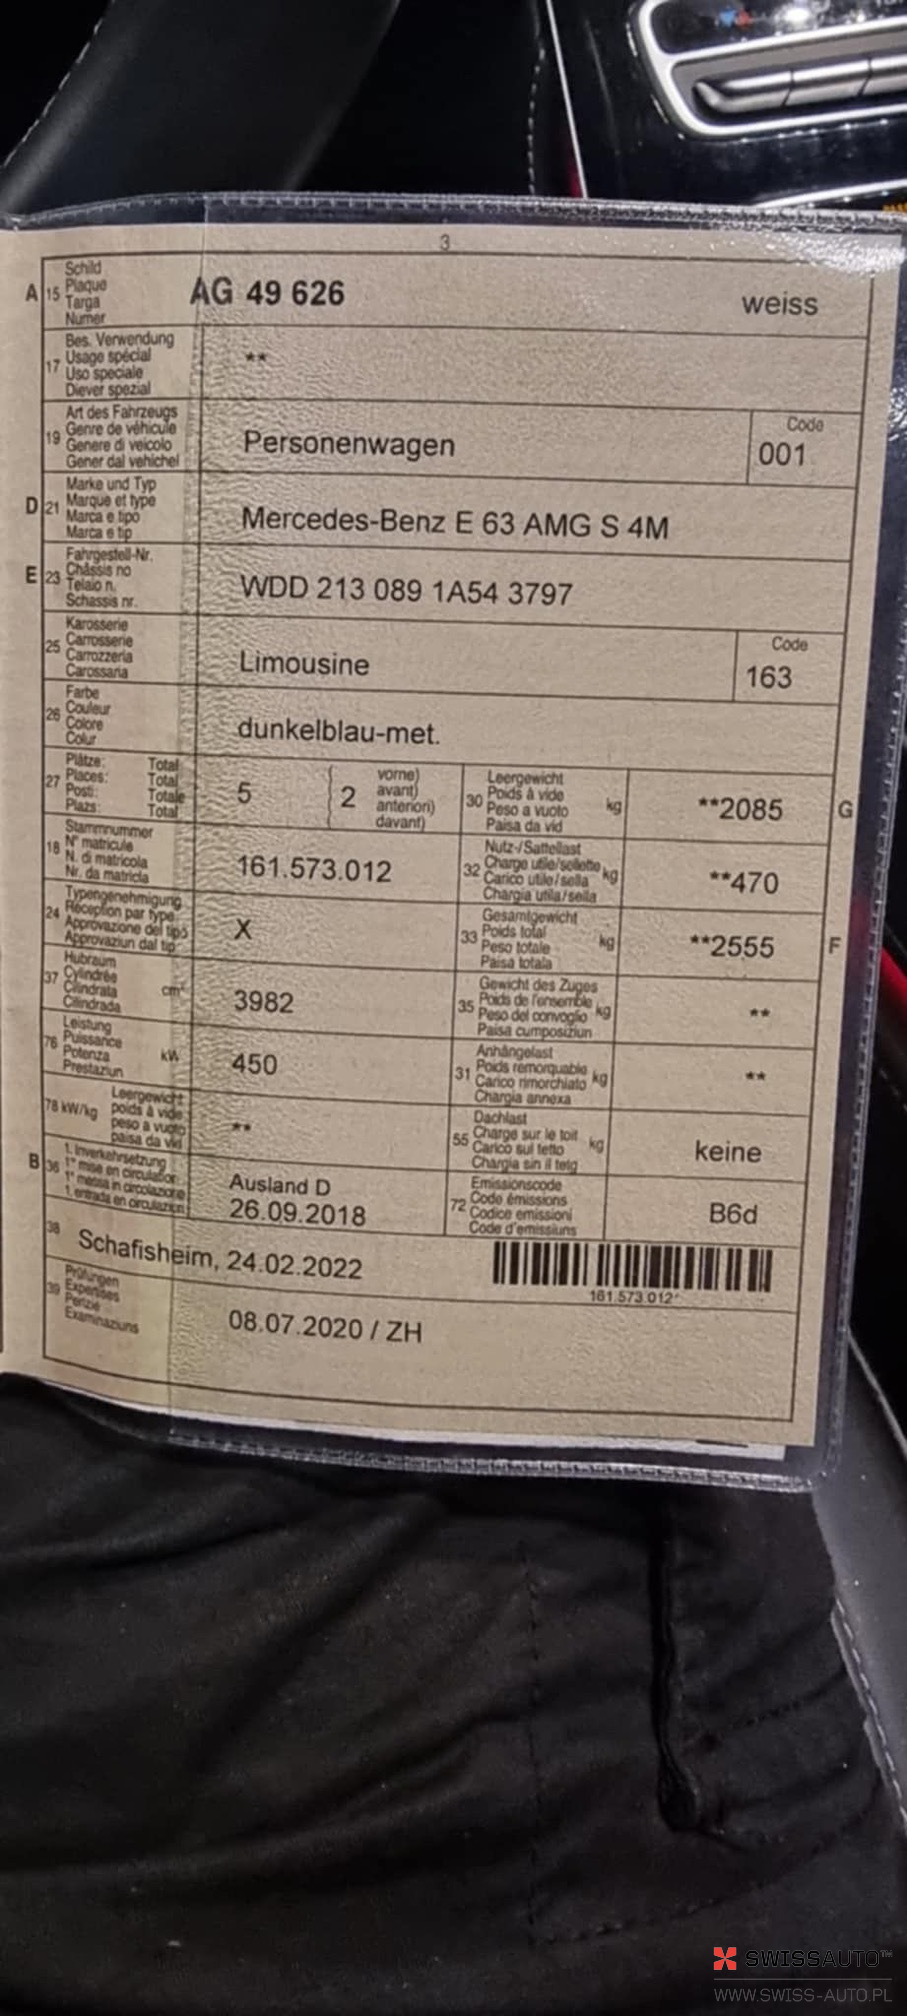 3
A 15 Schild
Plaque
Targa
Numer
AG 49 626 weiss
17 Bes. Verwendung
Usage spécial
Uso speciale
Diever spezial
**
19 Art des Fahrzeugs
Genre de véhicule
Genere di veicolo
Gener dal vehichel
Personenwagen
Code
001
D 21 Marke und Typ
Marque et type
Marca e tipo
Marca e tip
Mercedes-Benz E 63 AMG S 4M
E 23 Fahrgestell-Nr.
Châssis no
Telaio n.
Schassis nr.
WDD 213 089 1A54 3797
25 Karosserie
Carrosserie
Carrozzeria
Carossaria
Limousine
Code
163
26 Farbe
Couleur
Colore
Colur
dunkelblau-met.
27 Plätze: Total
Places: Total
Posti: Totale
Plazs: Total
5 ( 2 vorne)
avant)
anteriori)
davant)
30 Leergewicht
Poids à vide
Peso a vuoto
Paisa da vid
kg
**2085 G
18 Stammnummer
N° matricule
N. di matricola
Nr. da matricla
161.573.012
32 Nutz-/Sattellast
Charge utile/sellette
Carico utile/sella
Chargia utila/sella
kg
**470
24 Typengenehmigung
Réception par type
Approvazione del tipo
Approvaziun dal tip
X
33 Gesamtgewicht
Poids total
Peso totale
Paisa totala
kg
**2555 F
37 Hubraum
Cylindrée
Cilindrata
Cilindrada
cm³
3982
35 Gewicht des Zuges
Poids de l'ensemble
Peso del convoglio
Paisa cumposiziun
kg
**
76 Leistung
Puissance
Potenza
Prestaziun
kW
450
31 Anhängelast
Poids remorquable
Carico rimorchiato
Chargia annexa
kg
**
78 kW/kg Leergewicht
poids à vide
peso a vuoto
paisa da vid
**
55 Dachlast
Charge sur le toit
Carico sul tetto
Chargia sin il tetg
kg
keine
B 36 1. Inverkehrsetzung
1re mise en circulation
1a messa in circolazione
1. entrada en circulaziun
Ausland D
26.09.2018
72 Emissionscode
Code émissions
Codice emissioni
Code d'emissiuns
B6d
38 Schafisheim, 24.02.2022
161.573.012
39 Prüfungen
Expertises
Perizie
Examinaziuns
08.07.2020 / ZH
SWISSAUTO™
WWW.SWISS-AUTO.PL